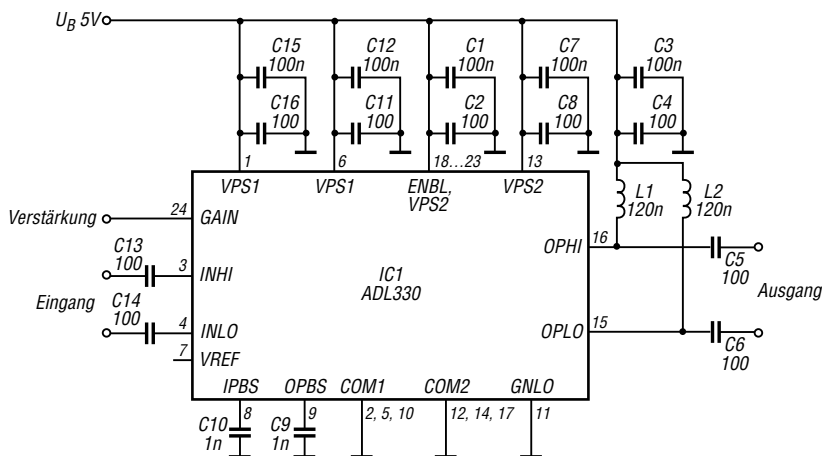 U_B 5V
C15
100n
C12
100n
C1
100n
C7
100n
C3
100n
C16
100
C11
100
C2
100
C8
100
C4
100
1
6
18...23
13
VPS1
VPS1
ENBL,
VPS2
VPS2
L1
120n
L2
120n
Verstärkung
24
GAIN
16
OPHI
C13
100
3
INHI
C5
100
IC1
ADL330
Eingang
Ausgang
C14
100
4
INLO
15
OPLO
C6
100
7
VREF
IPBS
OPBS
COM1
COM2
GNLO
8
9
2, 5, 10
12, 14, 17
11
C10
1n
C9
1n